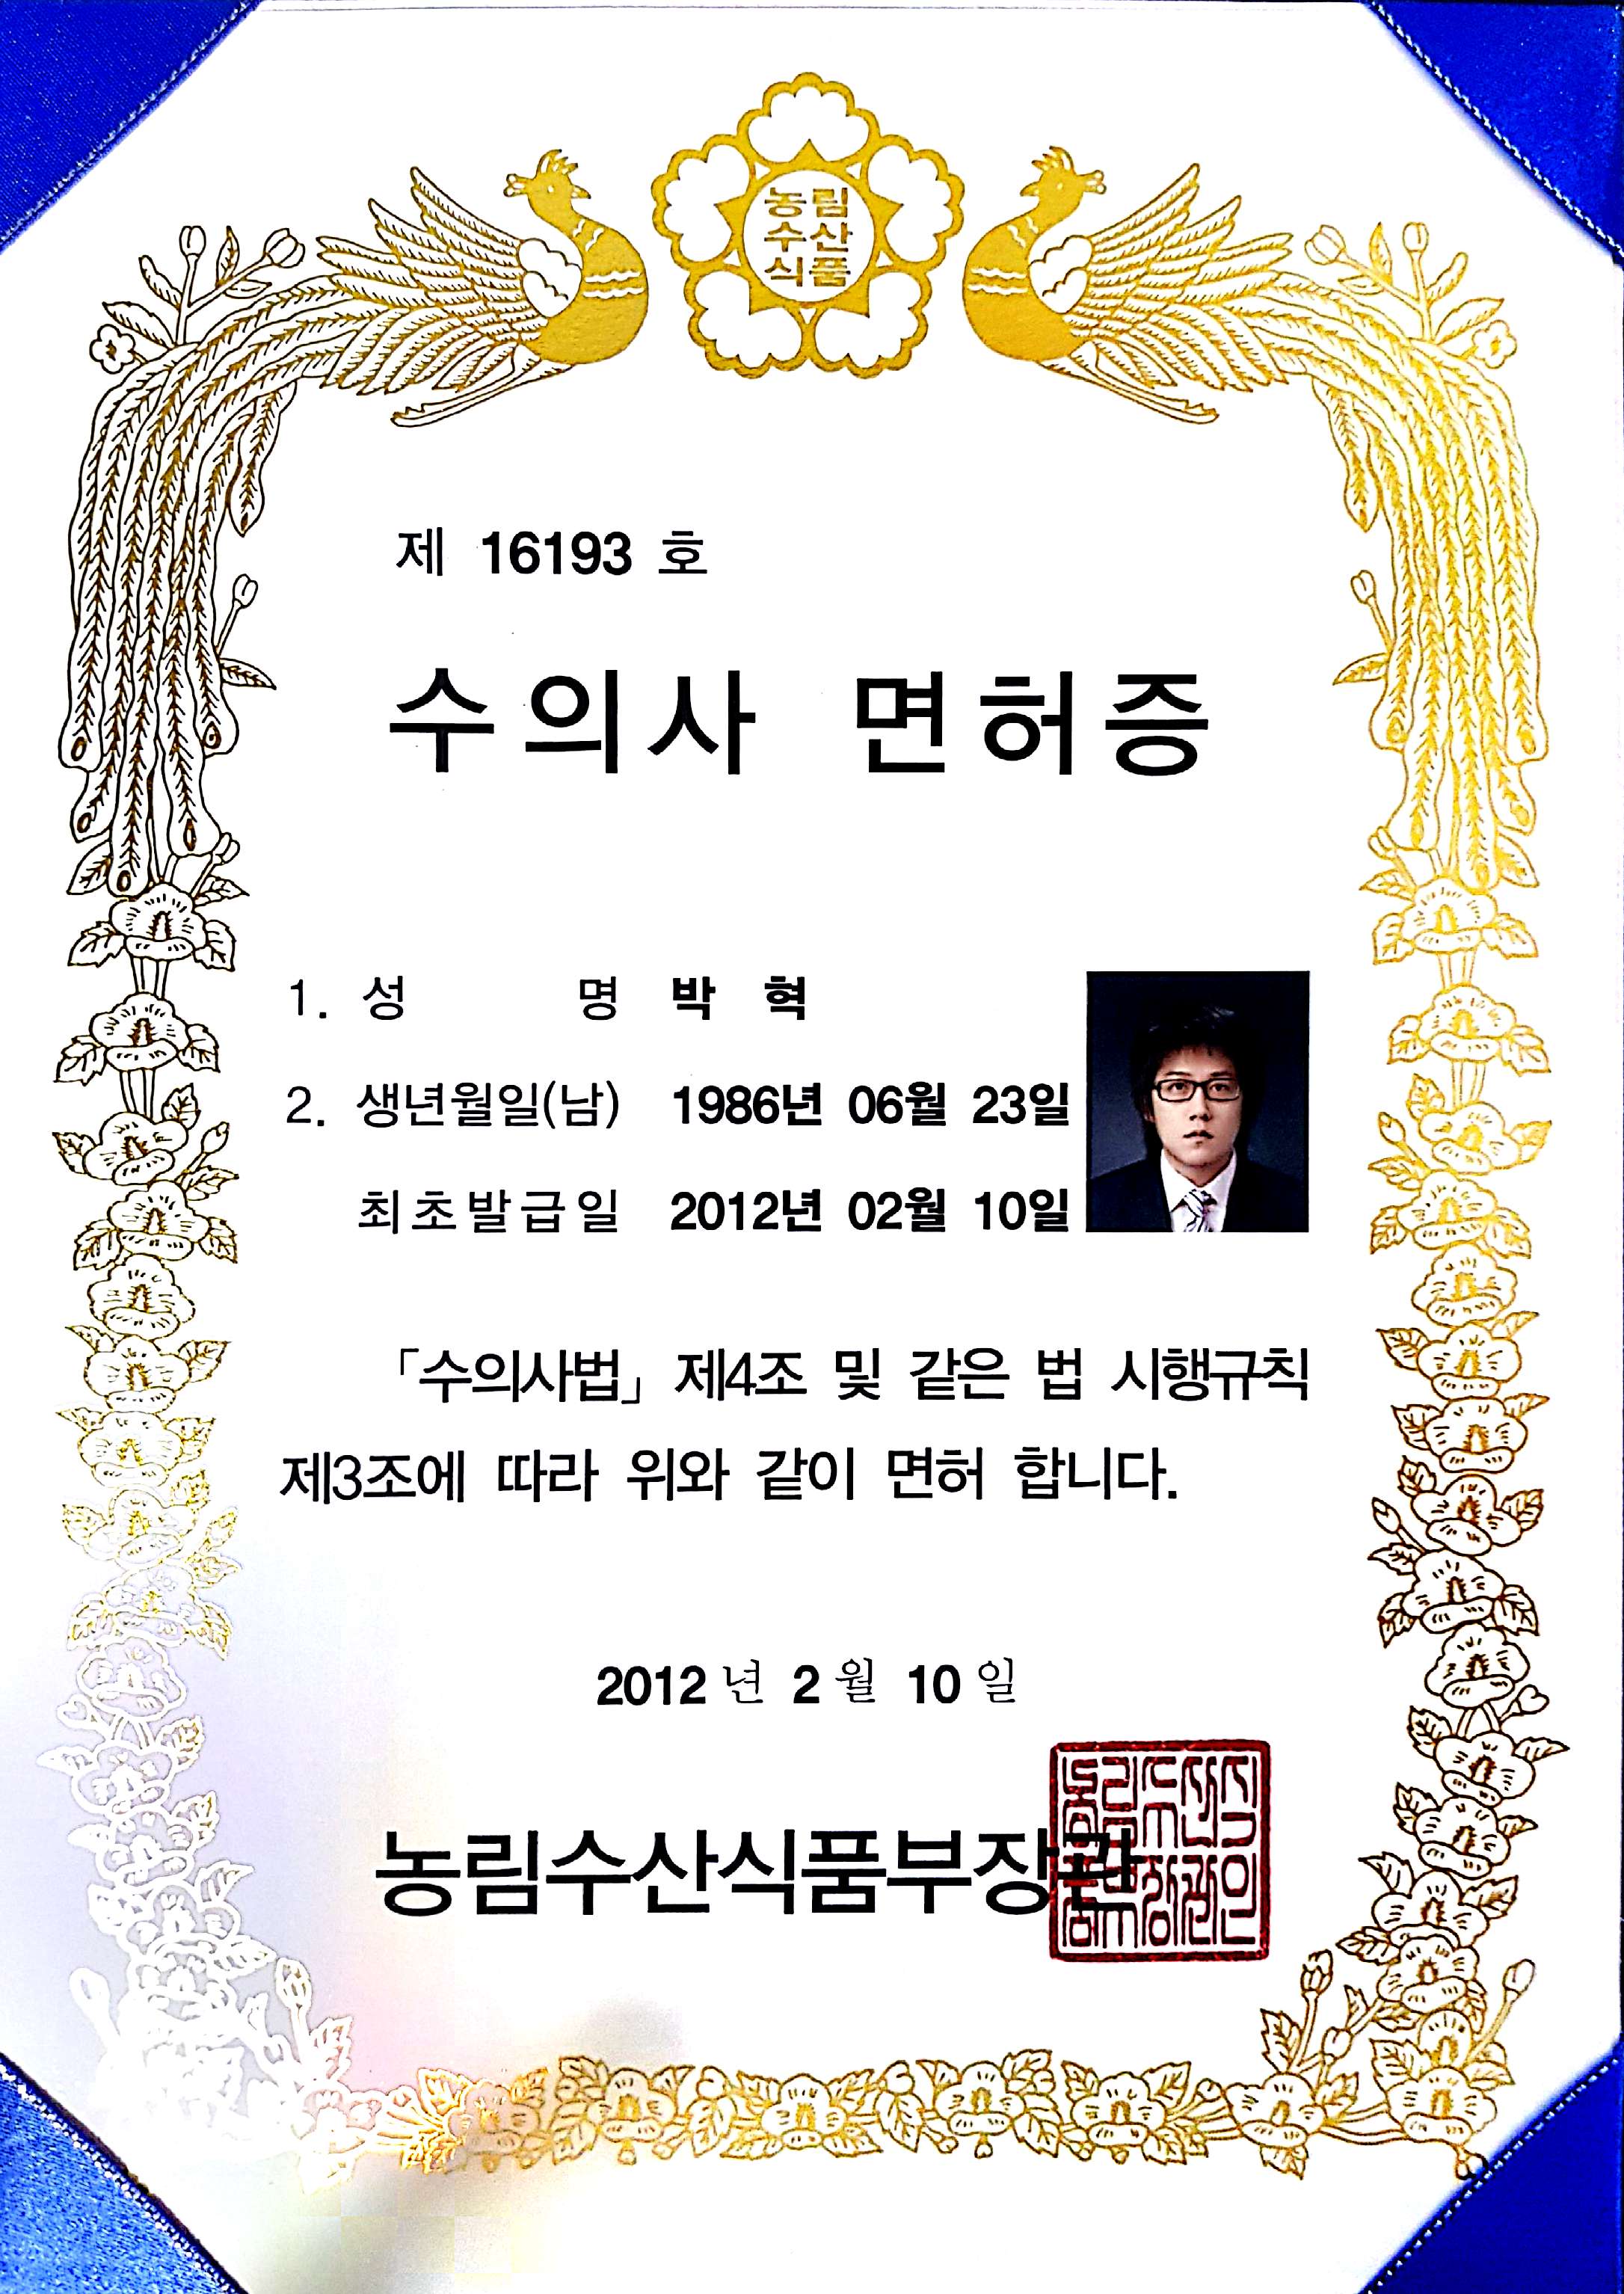 농림
수산
식품
제 16193 호
수의사 면허증
1. 성 명 박 혁
2. 생년월일(남) 1986년 06월 23일
최초발급일 2012년 02월 10일
「수의사법」 제4조 및 같은 법 시행규칙
제3조에 따라 위와 같이 면허 합니다.
2012 년 2 월 10 일
농림수산식품부장관
농림수산식
품부장관인